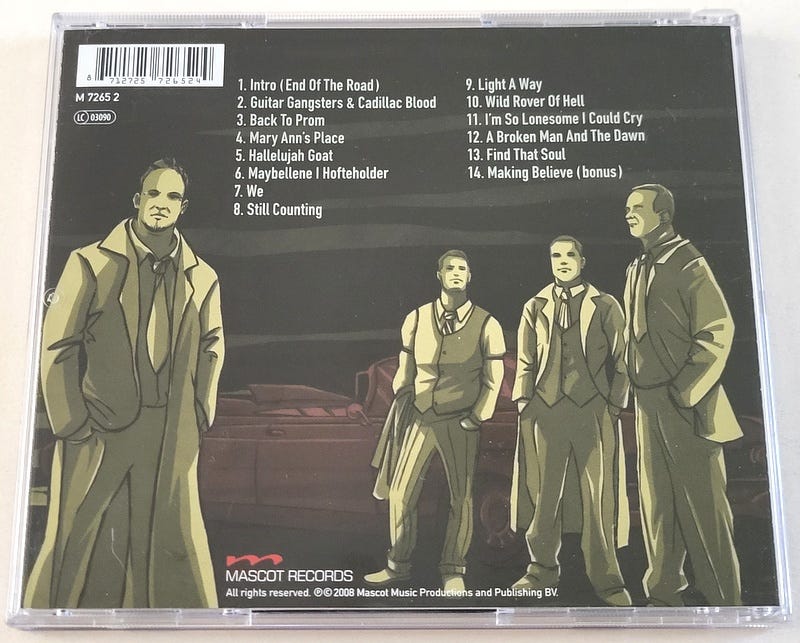 8 712725 726524
M 7265 2
LC 03090
1. Intro (End Of The Road)
2. Guitar Gangsters & Cadillac Blood
3. Back To Prom
4. Mary Ann's Place
5. Hallelujah Goat
6. Maybellene I Hofteholder
7. We
8. Still Counting
9. Light A Way
10. Wild Rover Of Hell
11. I'm So Lonesome I Could Cry
12. A Broken Man And The Dawn
13. Find That Soul
14. Making Believe (bonus)
MASCOT RECORDS
All rights reserved. ℗© 2008 Mascot Music Productions and Publishing BV.